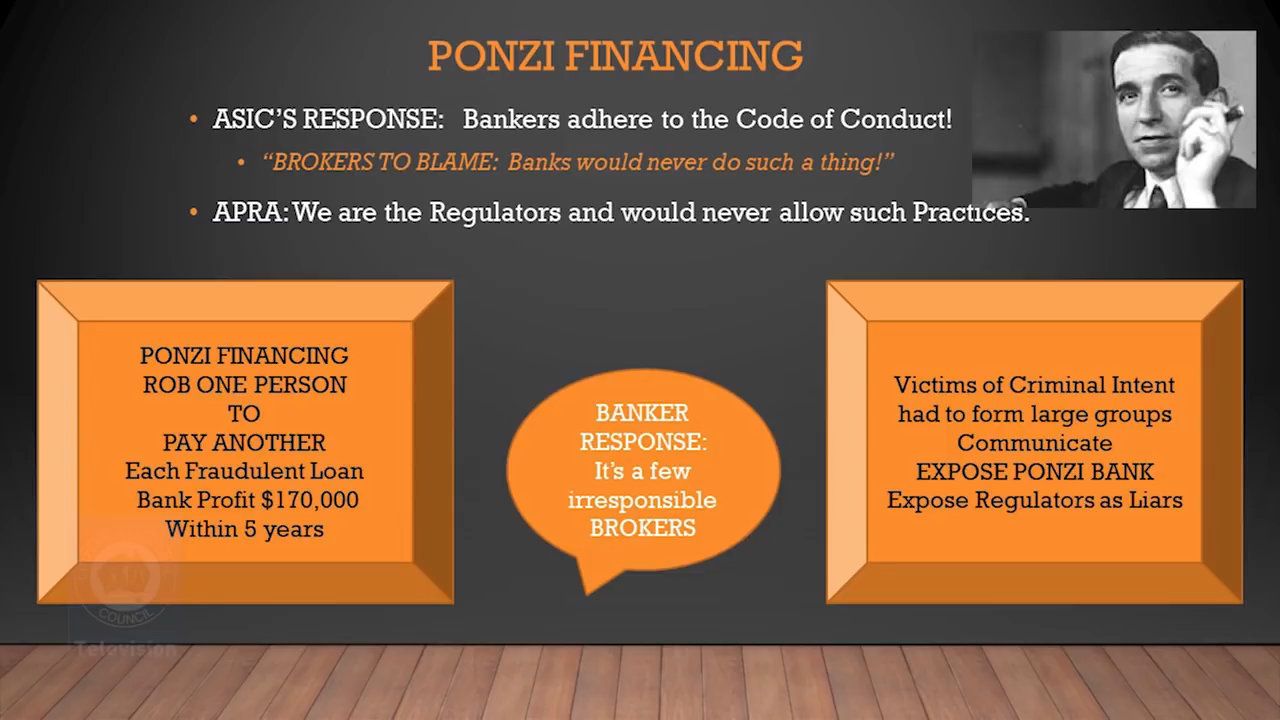 PONZI FINANCING
• ASIC'S RESPONSE: Bankers adhere to the Code of Conduct!
• "BROKERS TO BLAME: Banks would never do such a thing!"
• APRA: We are the Regulators and would never allow such Practices.
PONZI FINANCING
ROB ONE PERSON
TO
PAY ANOTHER
Each Fraudulent Loan
Bank Profit $170,000
Within 5 years
BANKER
RESPONSE:
It's a few
irresponsible
BROKERS
Victims of Criminal Intent
had to form large groups
Communicate
EXPOSE PONZI BANK
Expose Regulators as Liars
COUNCIL
Television